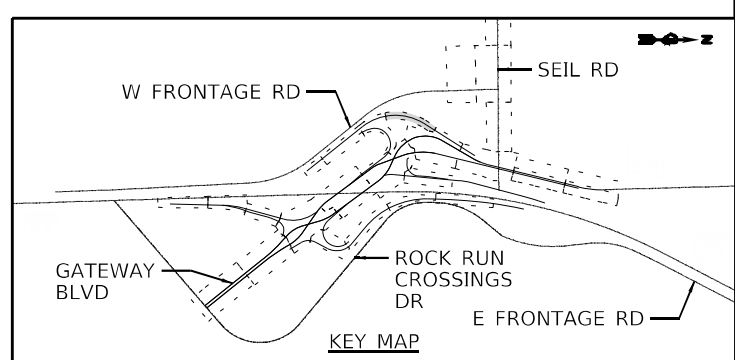 N
SEIL RD
W FRONTAGE RD
GATEWAY
BLVD
ROCK RUN
CROSSINGS
DR
E FRONTAGE RD
KEY MAP